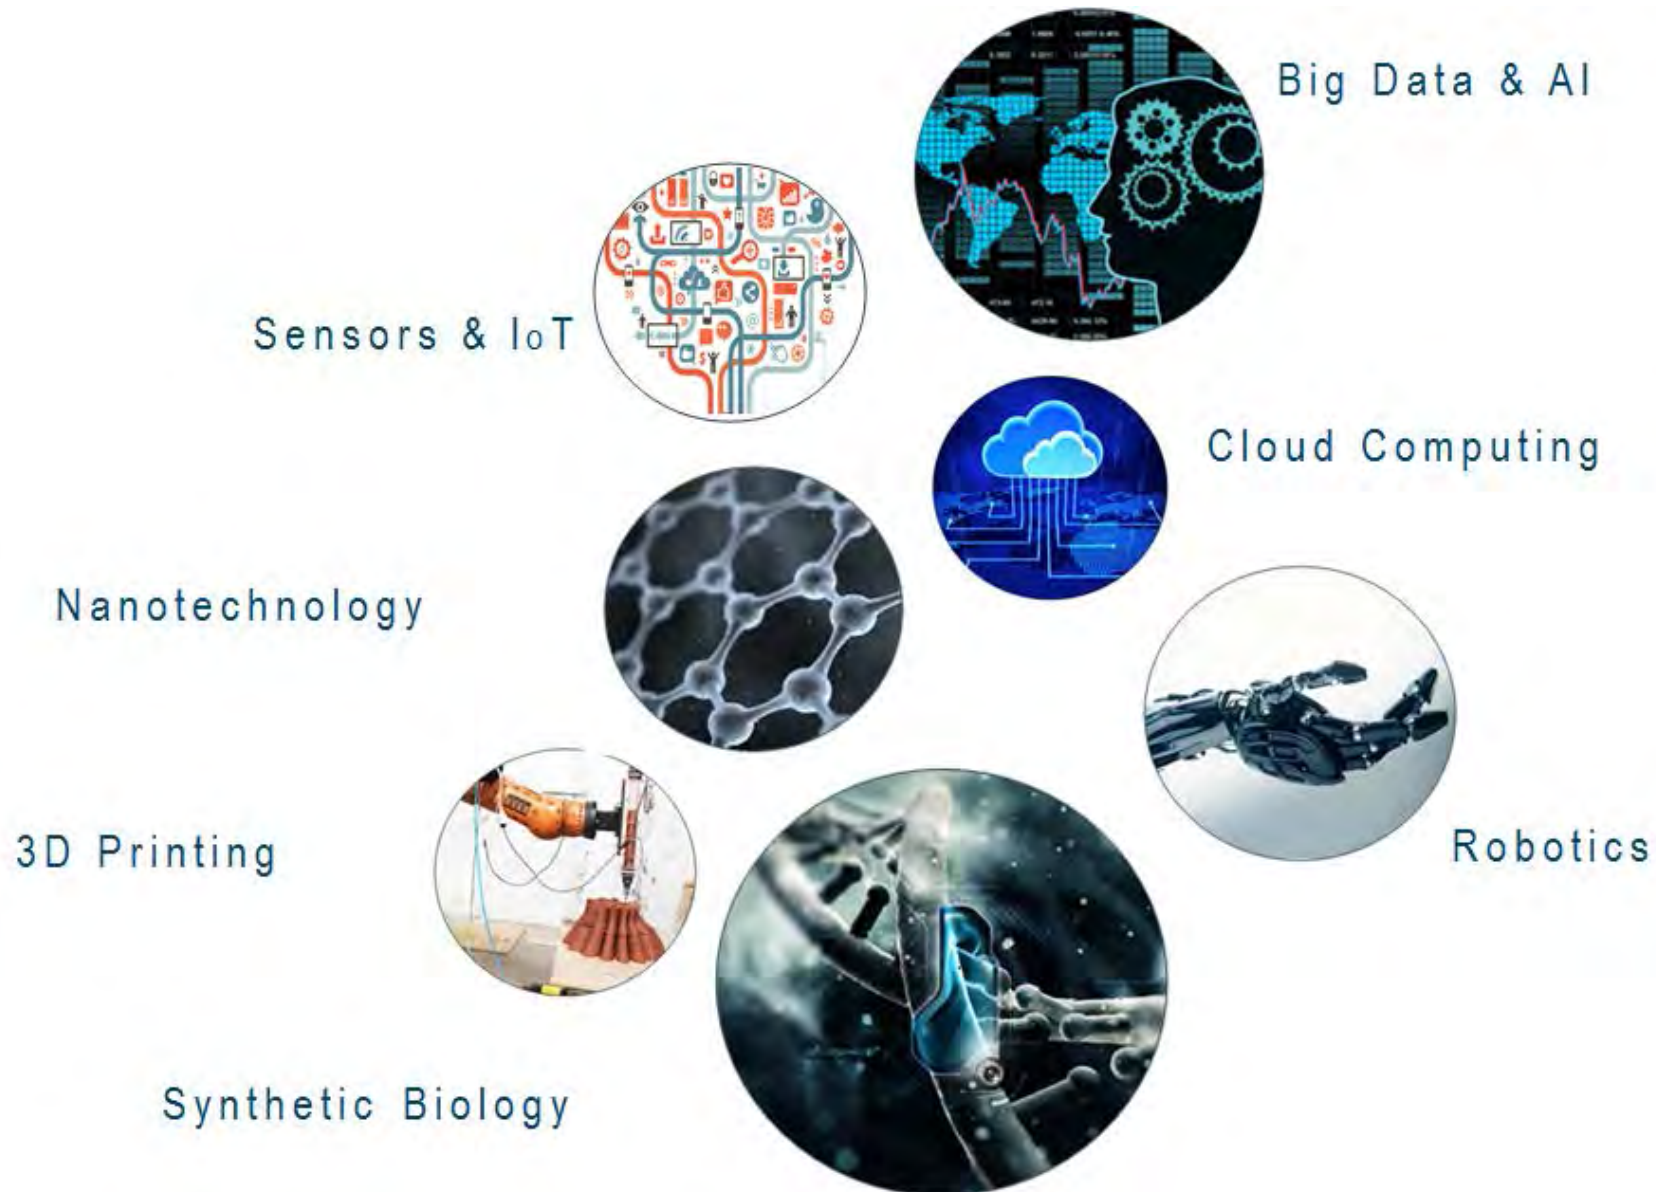 Big Data & AI
Sensors & IoT
Cloud Computing
Nanotechnology
3D Printing
Robotics
Synthetic Biology